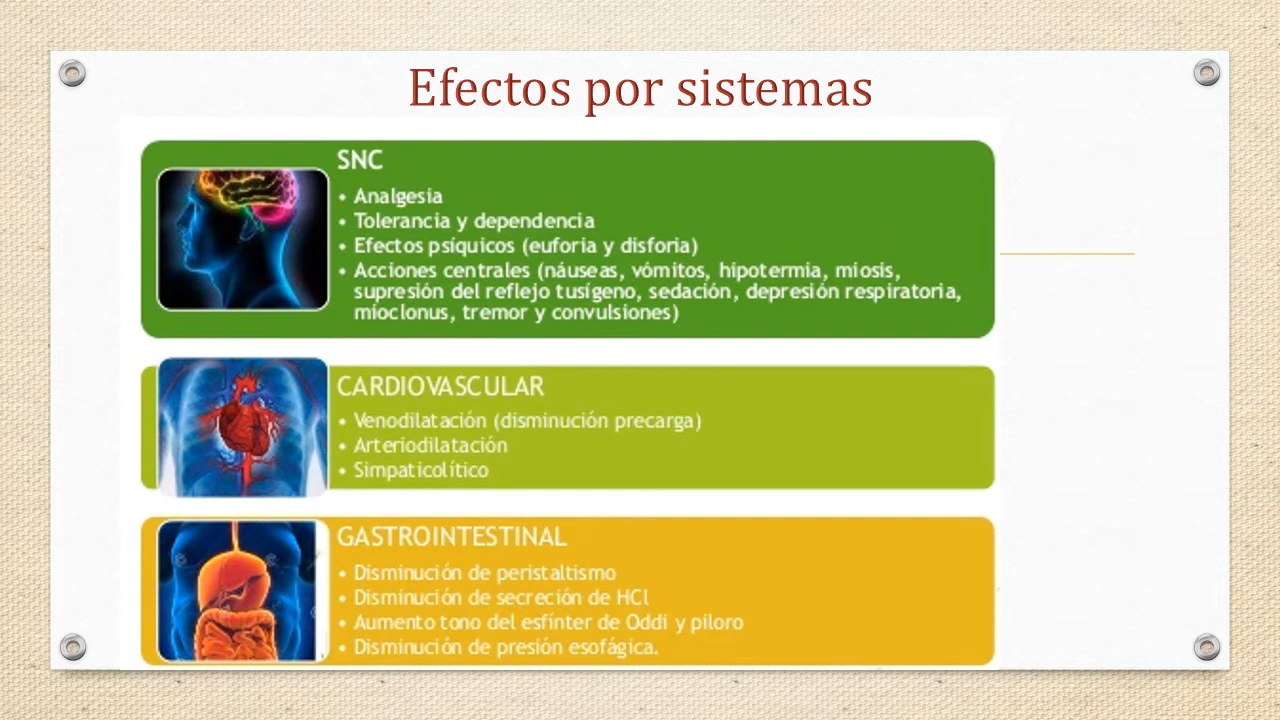 Efectos por sistemas
SNC
• Analgesia
• Tolerancia y dependencia
• Efectos psíquicos (euforia y disforia)
• Acciones centrales (náuseas, vómitos, hipotermia, miosis,
supresión del reflejo tusígeno, sedación, depresión respiratoria,
mioclonus, tremor y convulsiones)
CARDIOVASCULAR
• Venodilatación (disminución precarga)
• Arteriodilatación
• Simpaticolítico
GASTROINTESTINAL
• Disminución de peristaltismo
• Disminución de secreción de HCl
• Aumento tono del esfínter de Oddi y piloro
• Disminución de presión esofágica.